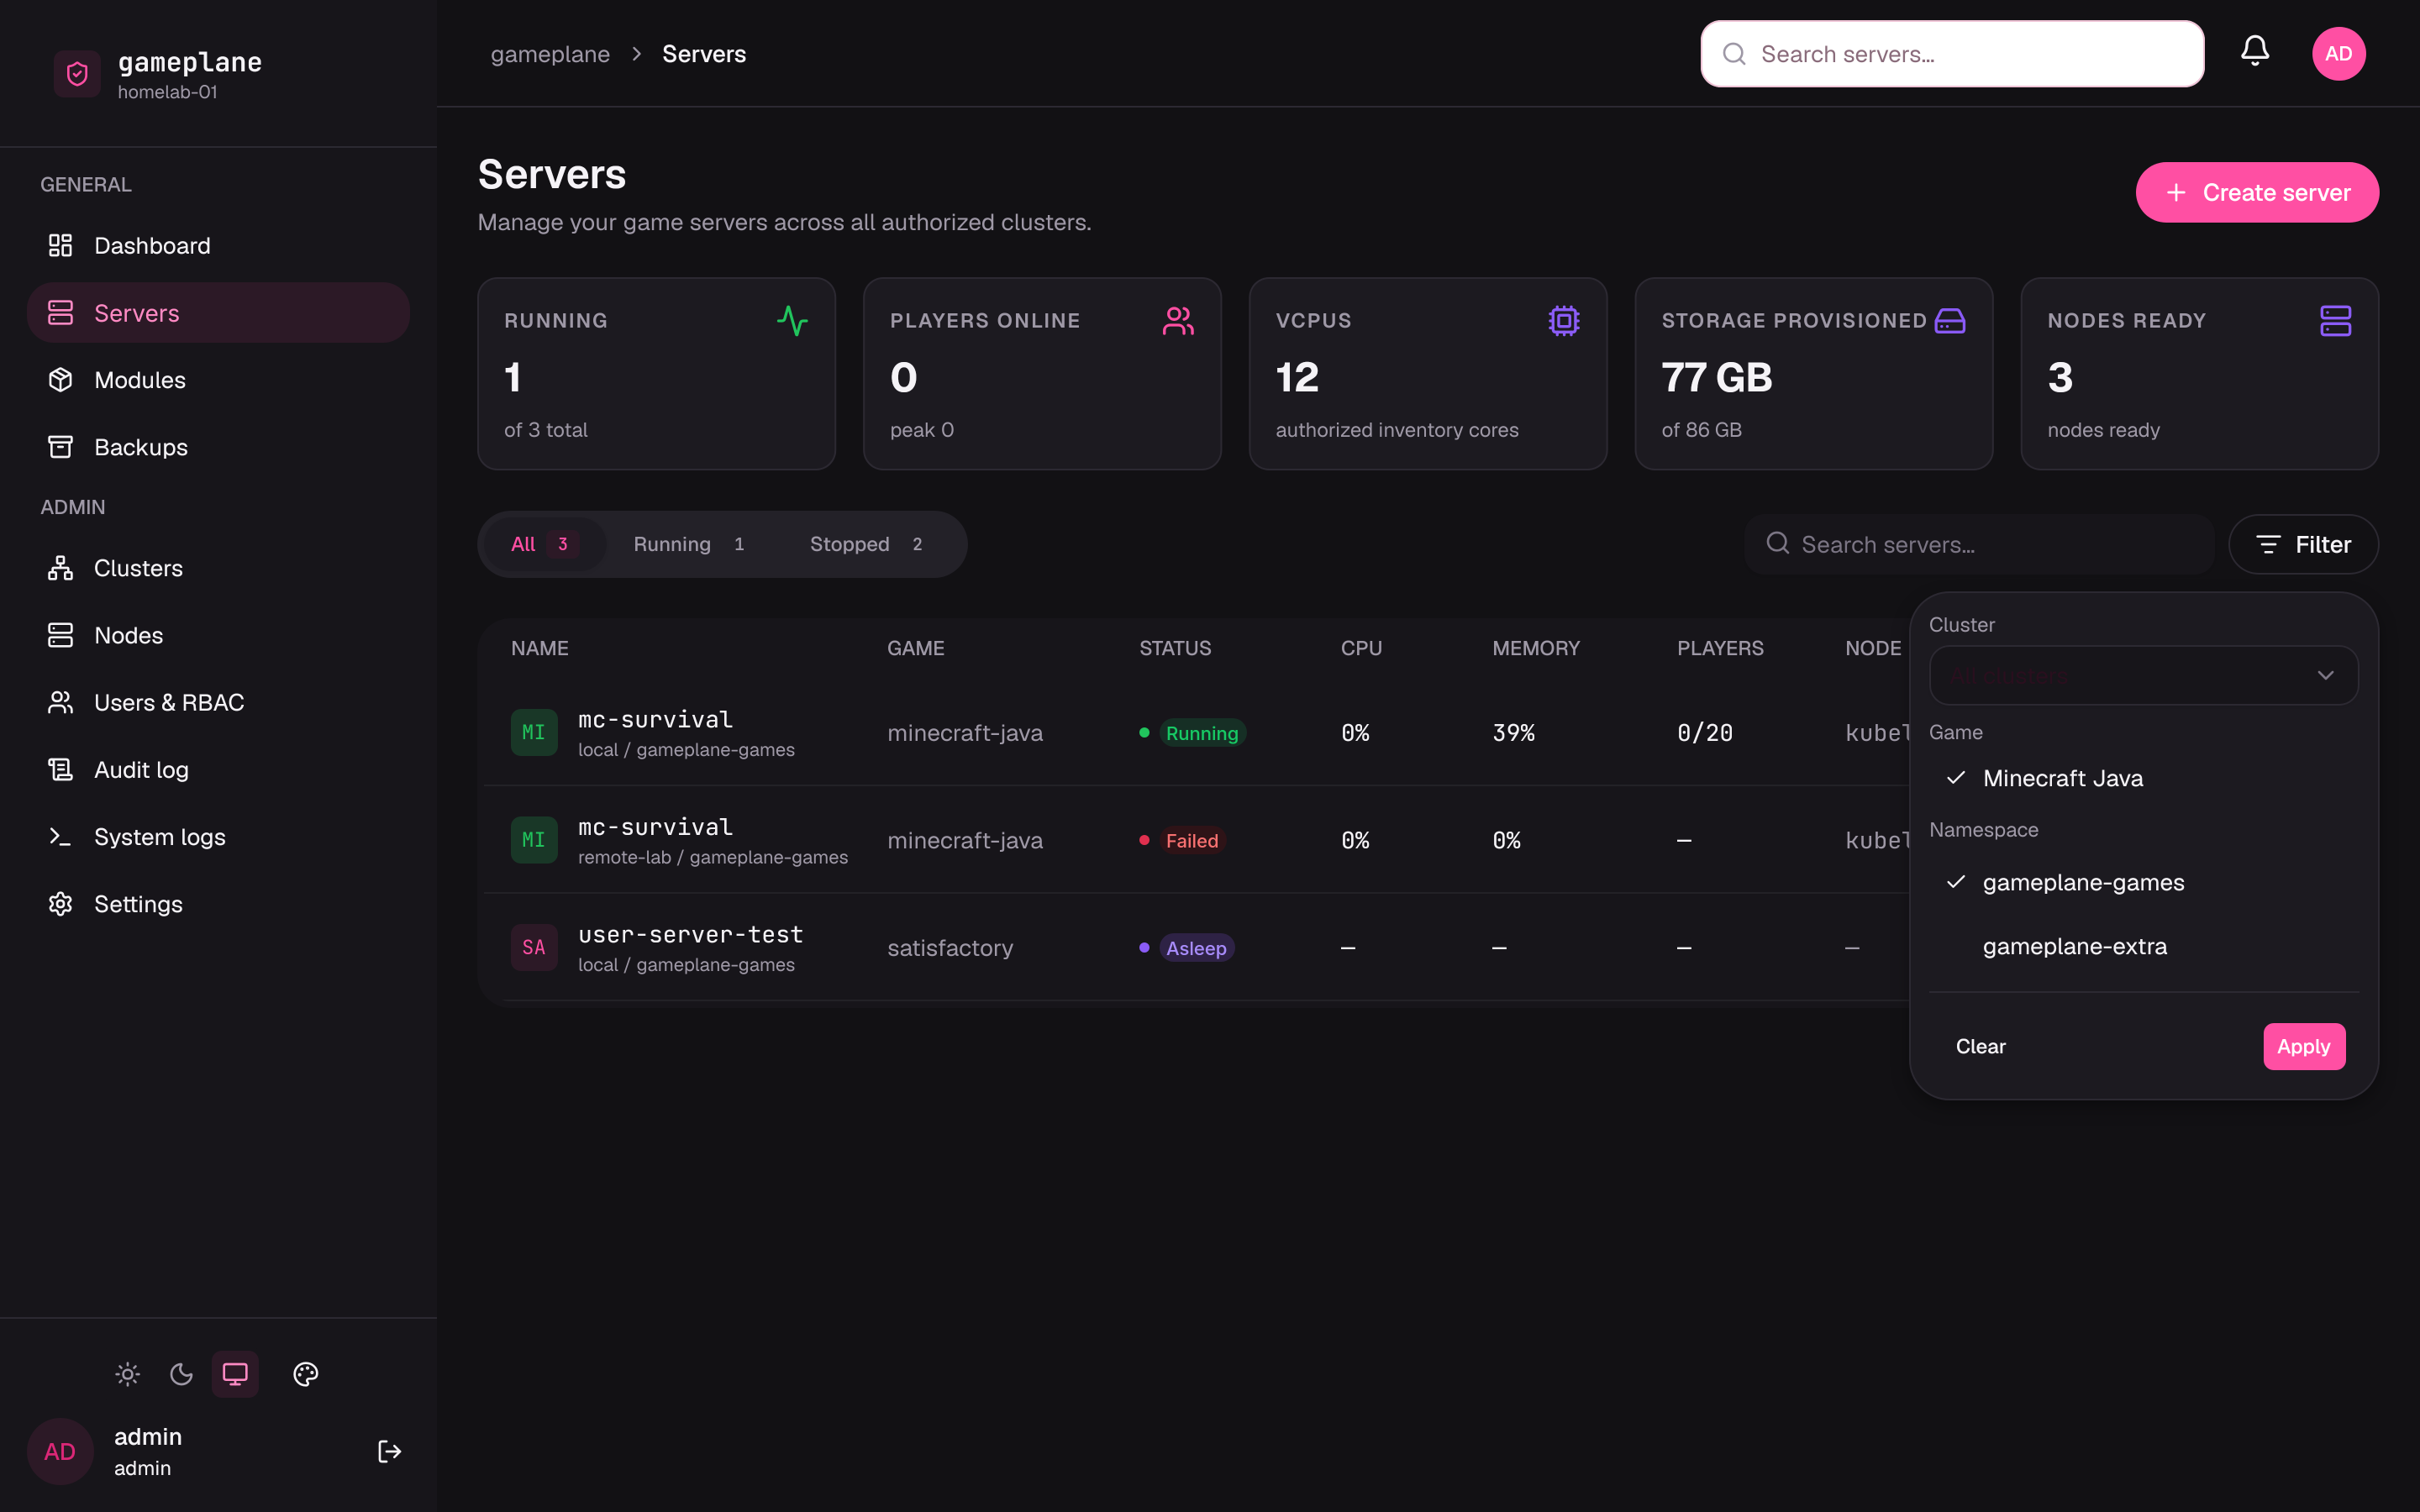 gameplane
homelab-01
GENERAL
Dashboard
Servers
Modules
Backups
ADMIN
Clusters
Nodes
Users & RBAC
Audit log
System logs
Settings
AD
admin
admin
gameplane > Servers
Search servers...
AD
Servers
Manage your game servers across all authorized clusters.
Create server
RUNNING
1
of 3 total
PLAYERS ONLINE
0
peak 0
VCPUS
12
authorized inventory cores
STORAGE PROVISIONED
77 GB
of 86 GB
NODES READY
3
nodes ready
All 3 Running 1 Stopped 2
Search servers...
Filter
NAME GAME STATUS CPU MEMORY PLAYERS NODE
MI mc-survival minecraft-java Running 0% 39% 0/20 kubel
local / gameplane-games
MI mc-survival minecraft-java Failed 0% 0% — kubel
remote-lab / gameplane-games
SA user-server-test satisfactory Asleep — — — —
local / gameplane-games
Cluster
All clusters
Game
Minecraft Java
Namespace
gameplane-games
gameplane-extra
Clear
Apply